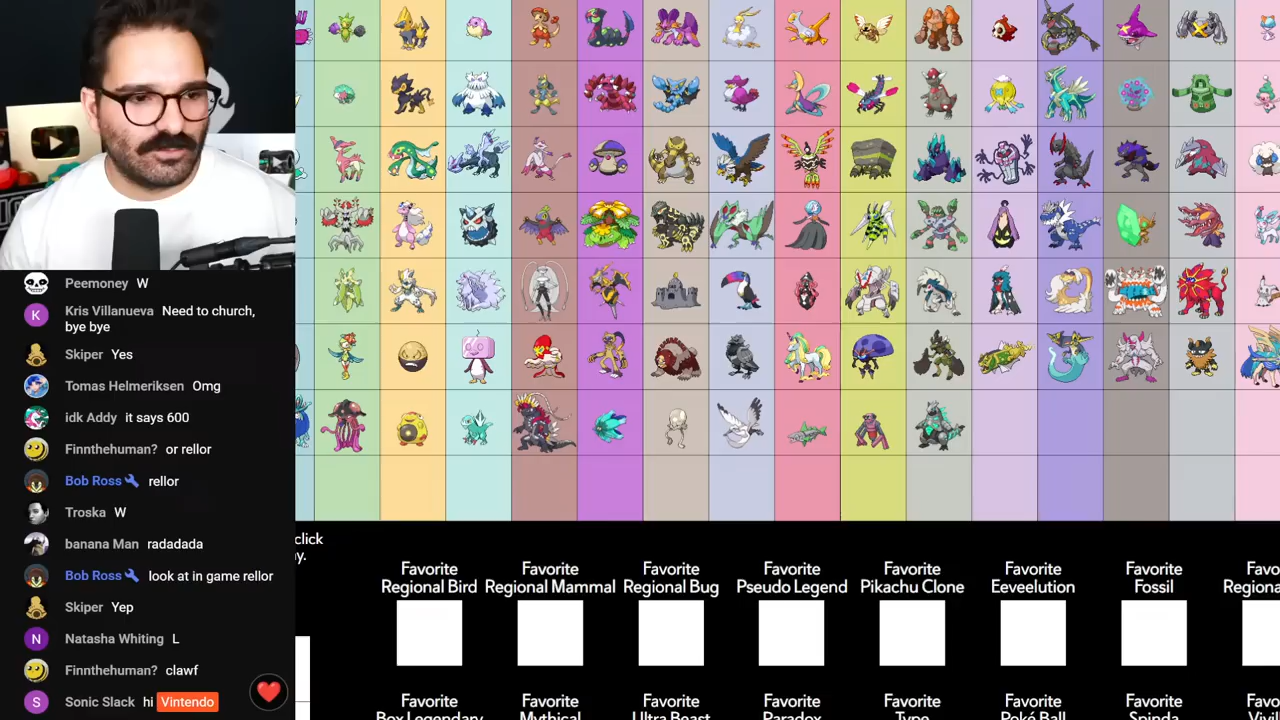 Peemoney W
Kris Villanueva Need to church,
bye bye
Skiper Yes
Tomas Helmeriksen Omg
idk Addy it says 600
Finnthehuman? or rellor
Bob Ross rellor
Troska W
banana Man radadada
Bob Ross look at in game rellor
Skiper Yep
Natasha Whiting L
Finnthehuman? clawf
Sonic Slack hi Vintendo
K
N
S
click
Favorite
Regional Bird
Favorite
Regional Mammal
Favorite
Regional Bug
Favorite
Pseudo Legend
Favorite
Pikachu Clone
Favorite
Eeveelution
Favorite
Fossil
Favorite
Box Legendary
Favorite
Mythical
Favorite
Ultra Beast
Favorite
Paradox
Favorite
Type
Favorite
Poké Ball
Favorite
Spinda